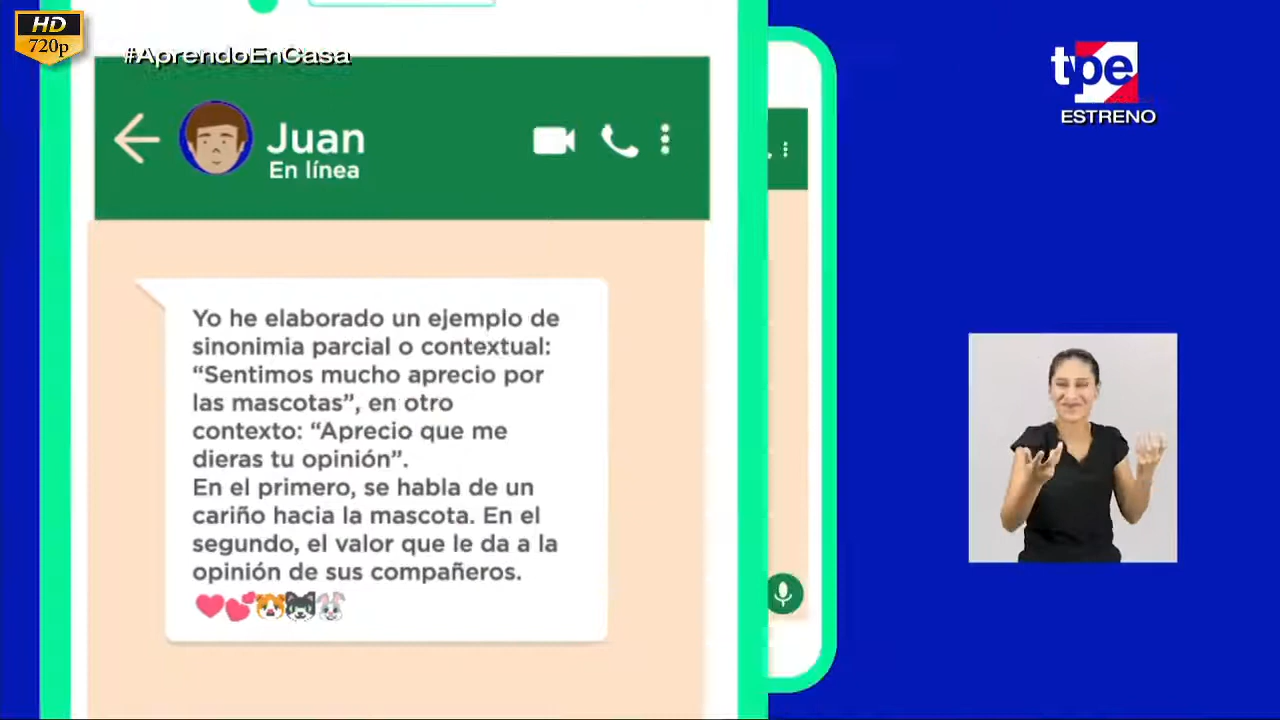 HD
720p
#AprendoEnCasa
tpe
ESTRENO
Juan
En línea
Yo he elaborado un ejemplo de
sinonimia parcial o contextual:
“Sentimos mucho aprecio por
las mascotas”, en otro
contexto: “Aprecio que me
dieras tu opinión”.
En el primero, se habla de un
cariño hacia la mascota. En el
segundo, el valor que le da a la
opinión de sus compañeros.